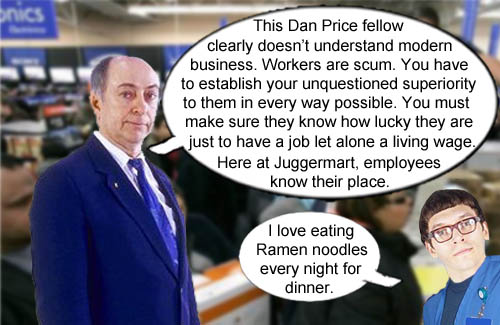 onics
This Dan Price fellow
clearly doesn't understand modern
business. Workers are scum. You have
to establish your unquestioned superiority
to them in every way possible. You must
make sure they know how lucky they are
just to have a job let alone a living wage.
Here at Juggermart, employees
know their place.
I love eating
Ramen noodles
every night for
dinner.